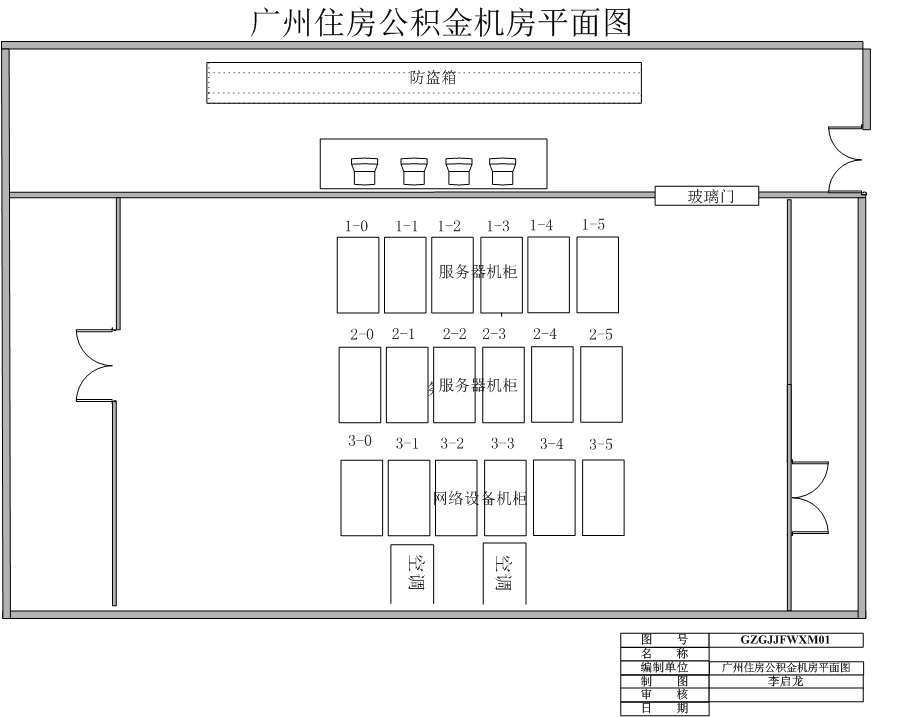 广州住房公积金机房平面图
防盗箱
玻璃门
1-0 1-1 1-2 1-3 1-4 1-5
服务器机柜
2-0 2-1 2-2 2-3 2-4 2-5
服务器机柜
3-0 3-1 3-2 3-3 3-4 3-5
网络设备机柜
空调 空调
图 号 GZGJJFWXM01
名 称
编制单位 广州住房公积金机房平面图
制 图 李启龙
审 核
日 期